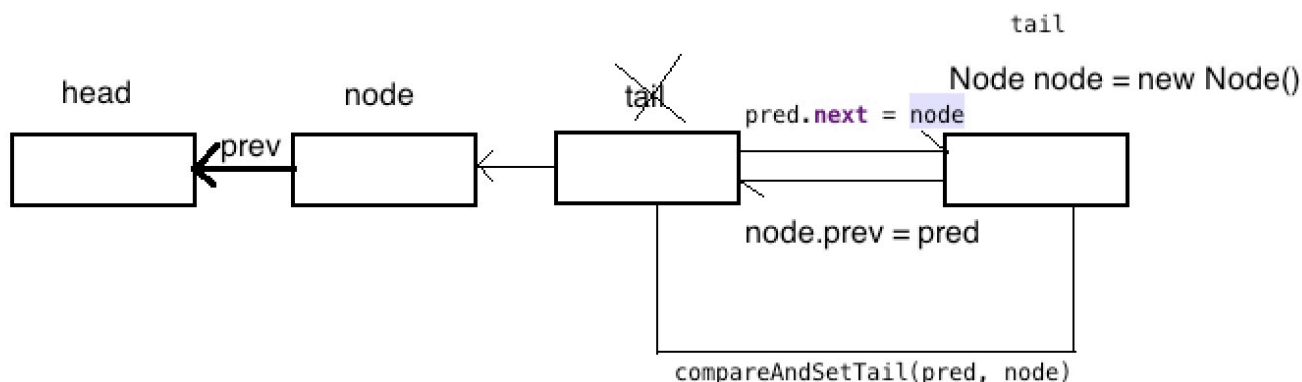 tail
head
node
tail
Node node = new Node()
pred.next = node
prev
node.prev = pred
compareAndSetTail(pred, node)